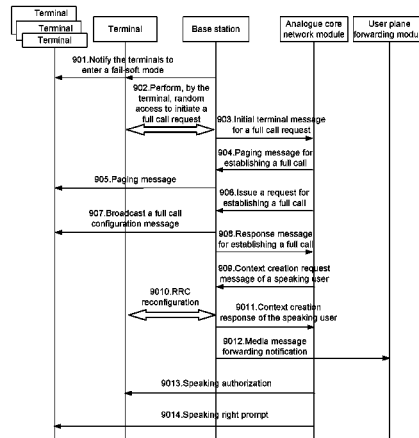 Terminal
Terminal
Terminal
Terminal
Base station
Analogue core
network module
User plane
forwarding modul
901.Notify the terminals to
enter a fail-soft mode
902.Perform, by the
terminal, random
access to initiate a
full call request
903.Initial terminal message
for a full call request
904.Paging message for
establishing a full call
905.Paging message
906.Issue a request for
establishing a full call
907.Broadcast a full call
configuration message
908.Response message
for establishing a full call
909.Context creation request
message of a speaking user
9010.RRC
reconfiguration
9011.Context creation
response of the speaking user
9012.Media message
forwarding notification
9013.Speaking authorization
9014.Speaking right prompt